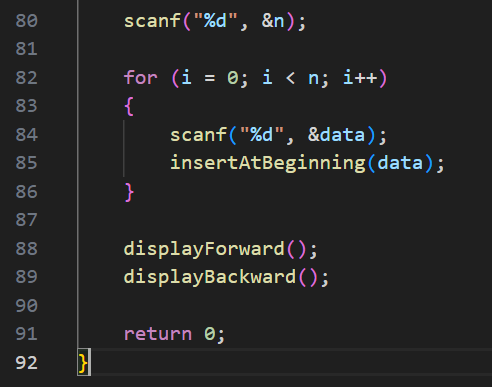 80 scanf("%d", &n);
81
82 for (i = 0; i < n; i++)
83 {
84 scanf("%d", &data);
85 insertAtBeginning(data);
86 }
87
88 displayForward();
89 displayBackward();
90
91 return 0;
92 }